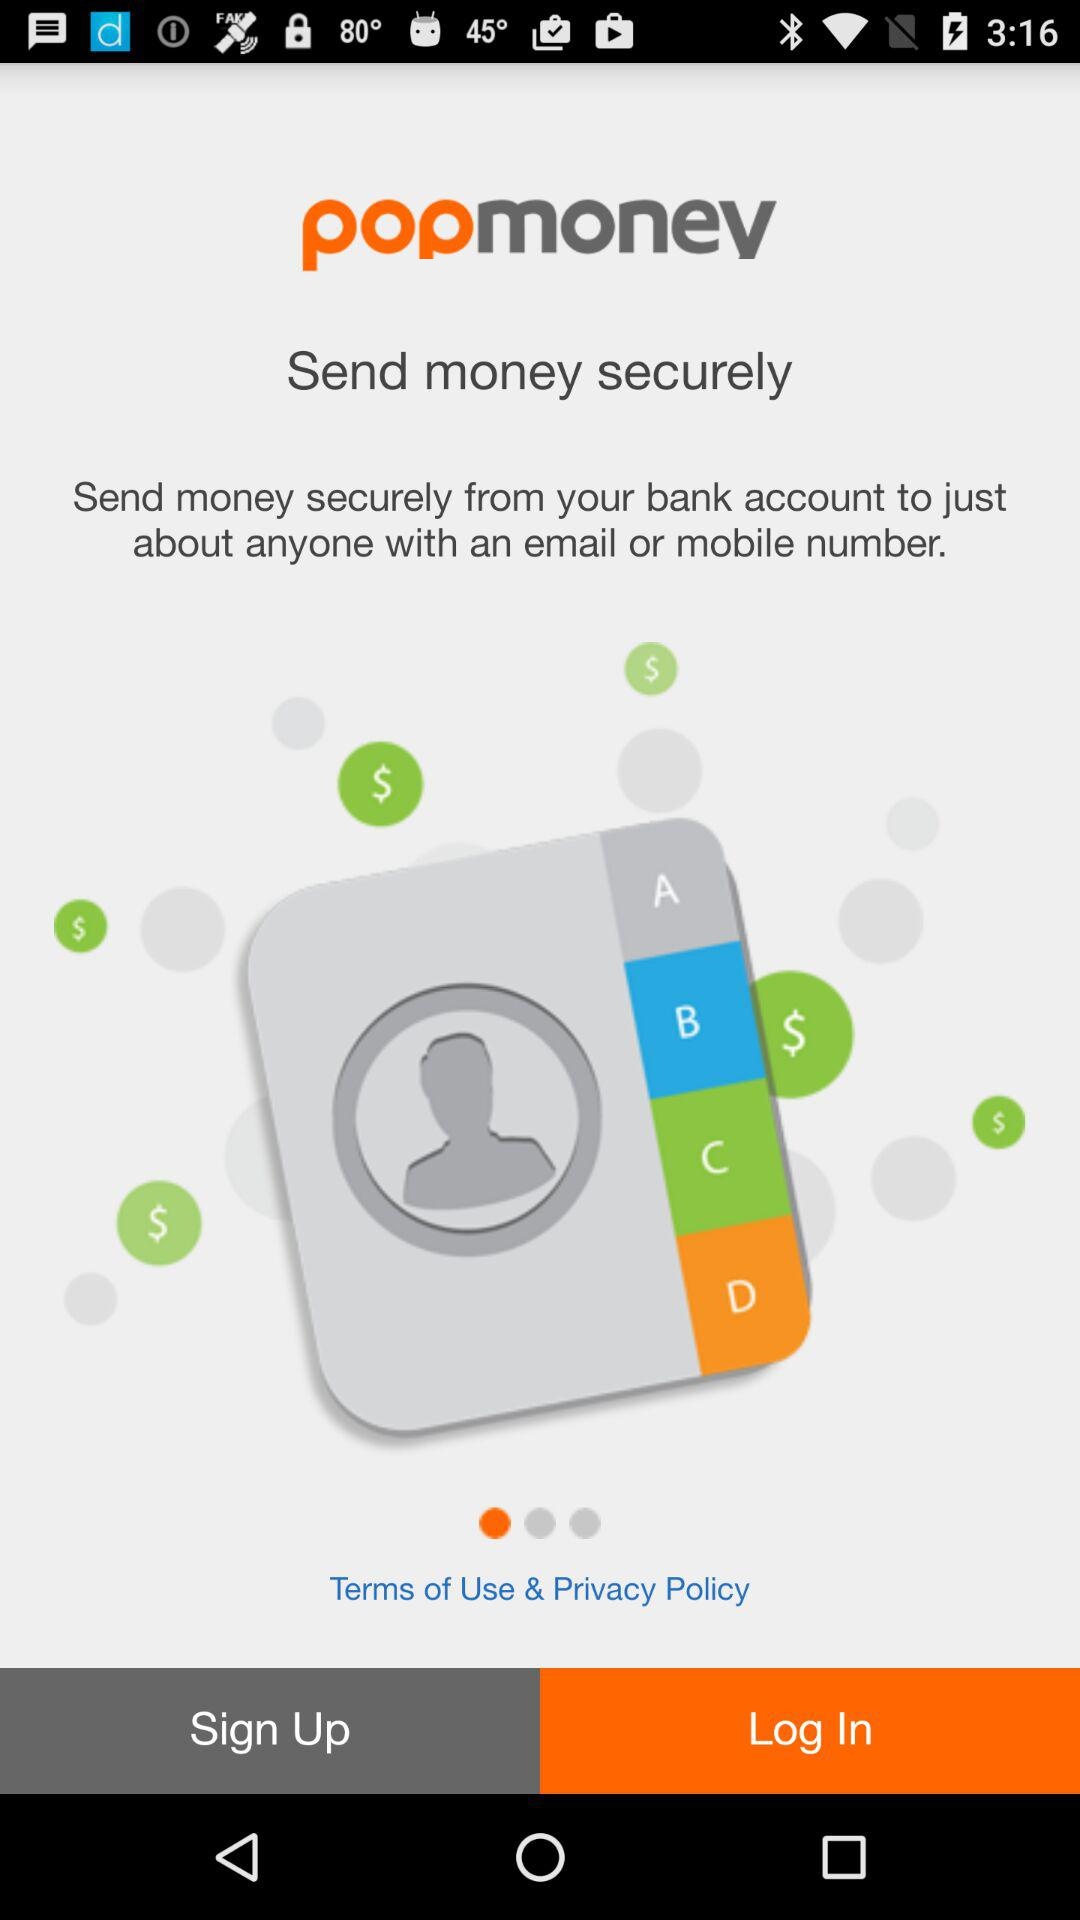 FAKE 80° 45° 3:16
popmoney
Send money securely
Send money securely from your bank account to just
about anyone with an email or mobile number.
$
$
A
$
B
$
$
C
$
D
Terms of Use & Privacy Policy
Sign Up Log In